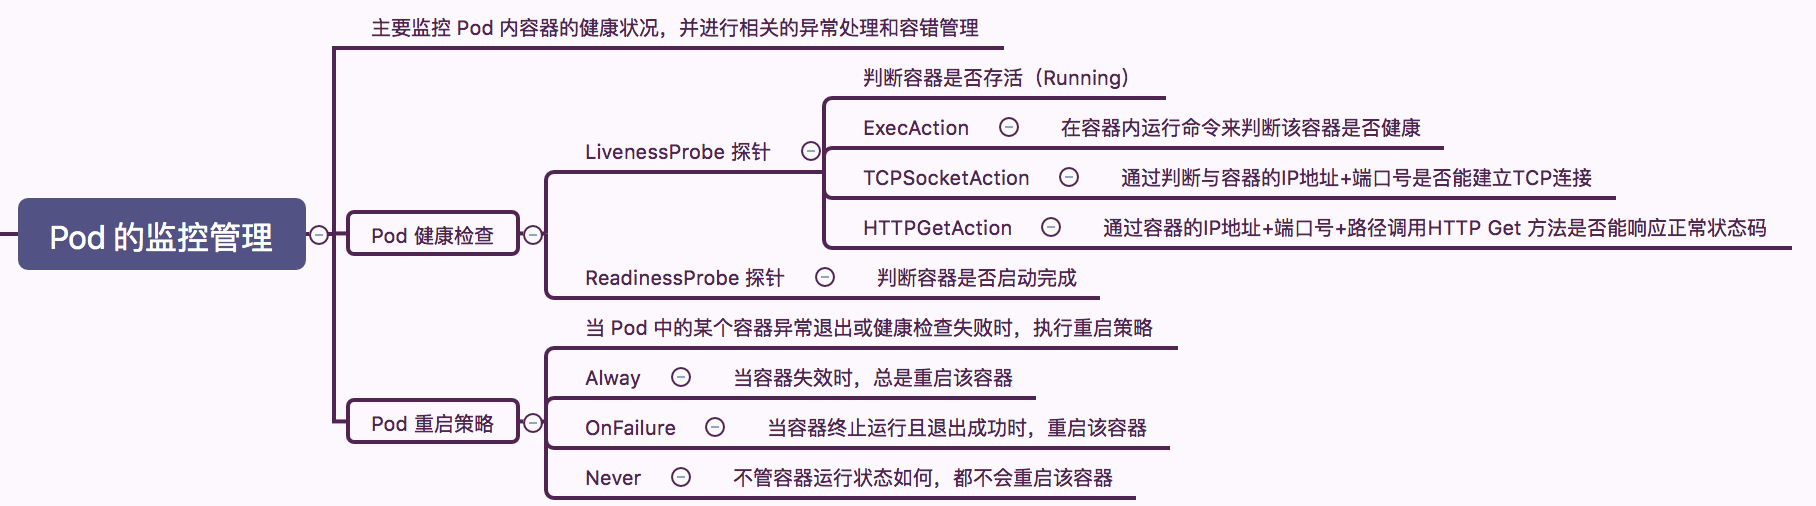 Pod 的监控管理
主要监控 Pod 内容器的健康状况，并进行相关的异常处理和容错管理
Pod 健康检查
LivenessProbe 探针
判断容器是否存活（Running）
ExecAction
在容器内运行命令来判断该容器是否健康
TCPSocketAction
通过判断与容器的IP地址+端口号是否能建立TCP连接
HTTPGetAction
通过容器的IP地址+端口号+路径调用HTTP Get 方法是否能响应正常状态码
ReadinessProbe 探针
判断容器是否启动完成
Pod 重启策略
当 Pod 中的某个容器异常退出或健康检查失败时，执行重启策略
Alway
当容器失效时，总是重启该容器
OnFailure
当容器终止运行且退出成功时，重启该容器
Never
不管容器运行状态如何，都不会重启该容器